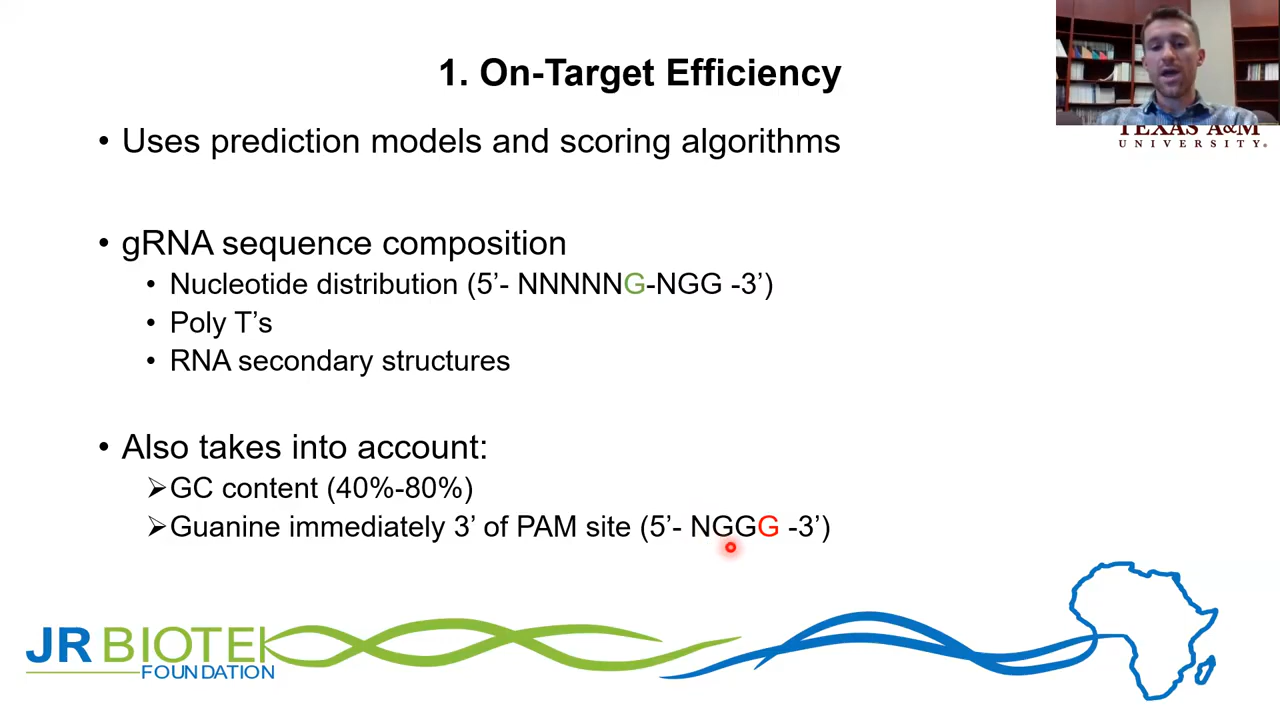 1. On-Target Efficiency
• Uses prediction models and scoring algorithms
TEXAS A&M
UNIVERSITY®
• gRNA sequence composition
• Nucleotide distribution (5’- NNNNNG-NGG -3’)
• Poly T’s
• RNA secondary structures
• Also takes into account:
➢GC content (40%-80%)
➢Guanine immediately 3’ of PAM site (5’- NGGG -3’)
JR BIOTEK
FOUNDATION